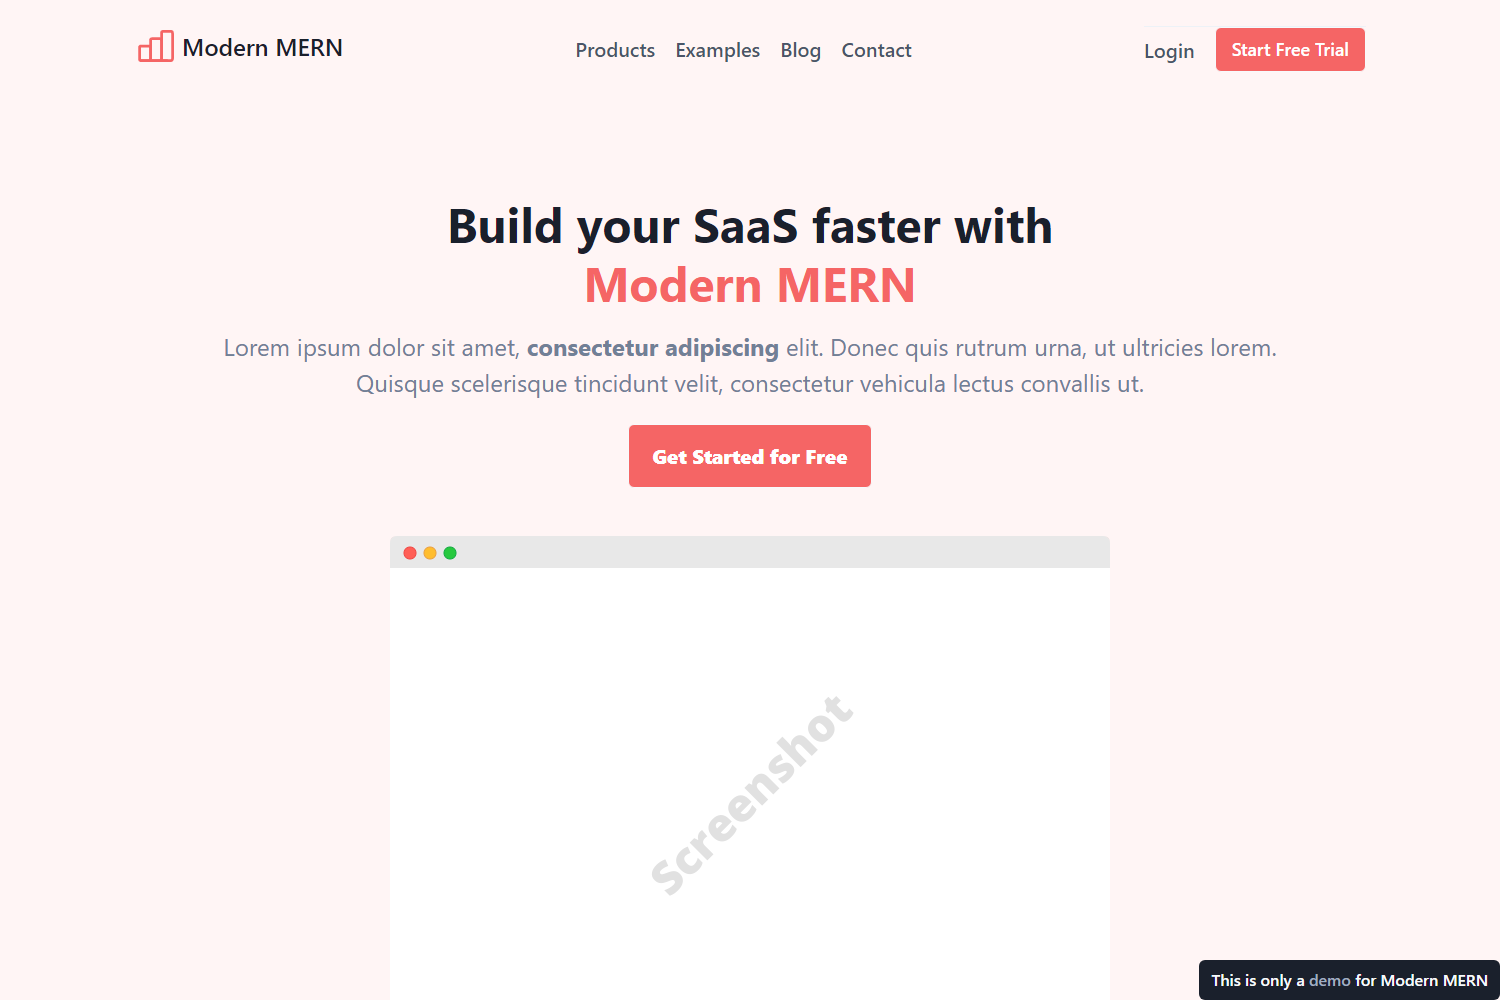 Modern MERN
Products Examples Blog Contact
Login Start Free Trial
Build your SaaS faster with
Modern MERN
Lorem ipsum dolor sit amet, consectetur adipiscing elit. Donec quis rutrum urna, ut ultricies lorem.
Quisque scelerisque tincidunt velit, consectetur vehicula lectus convallis ut.
Get Started for Free
Screenshot
This is only a demo for Modern MERN